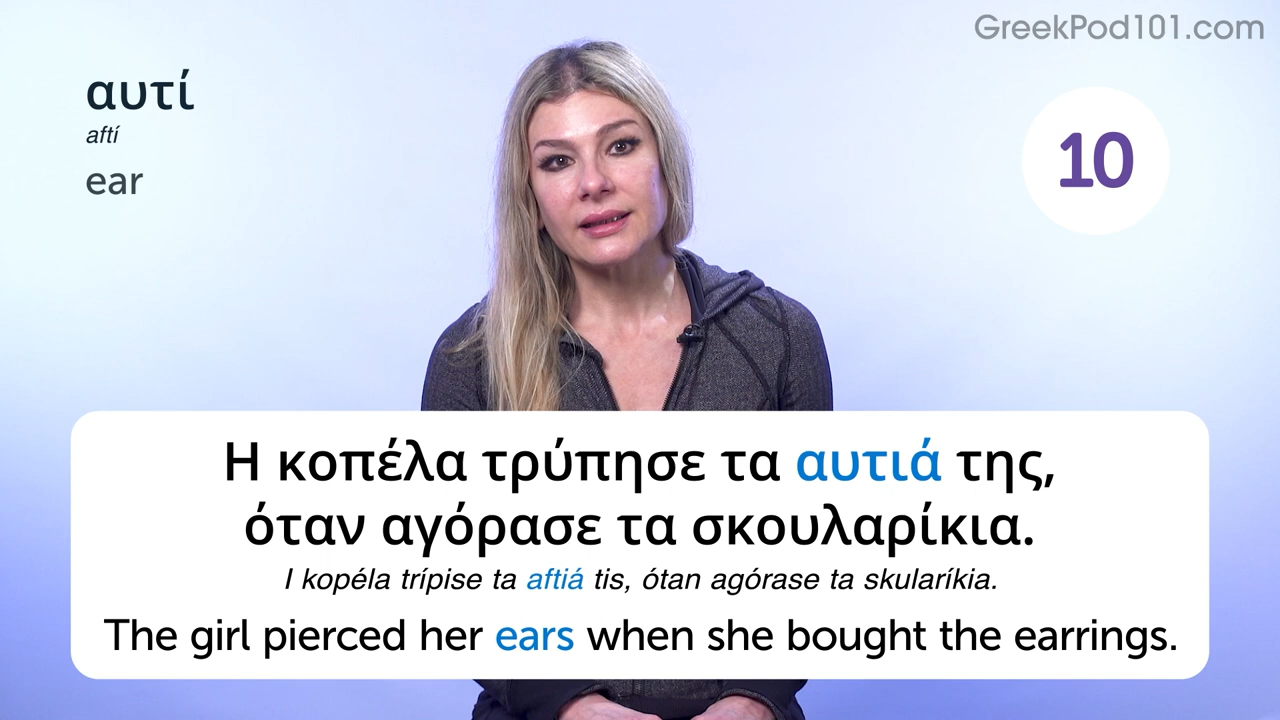 GreekPod101.com
αυτί
aftí
ear
10
Η κοπέλα τρύπησε τα αυτιά της,
όταν αγόρασε τα σκουλαρίκια.
I kopéla trípise ta aftiá tis, ótan agórase ta skularíkia.
The girl pierced her ears when she bought the earrings.